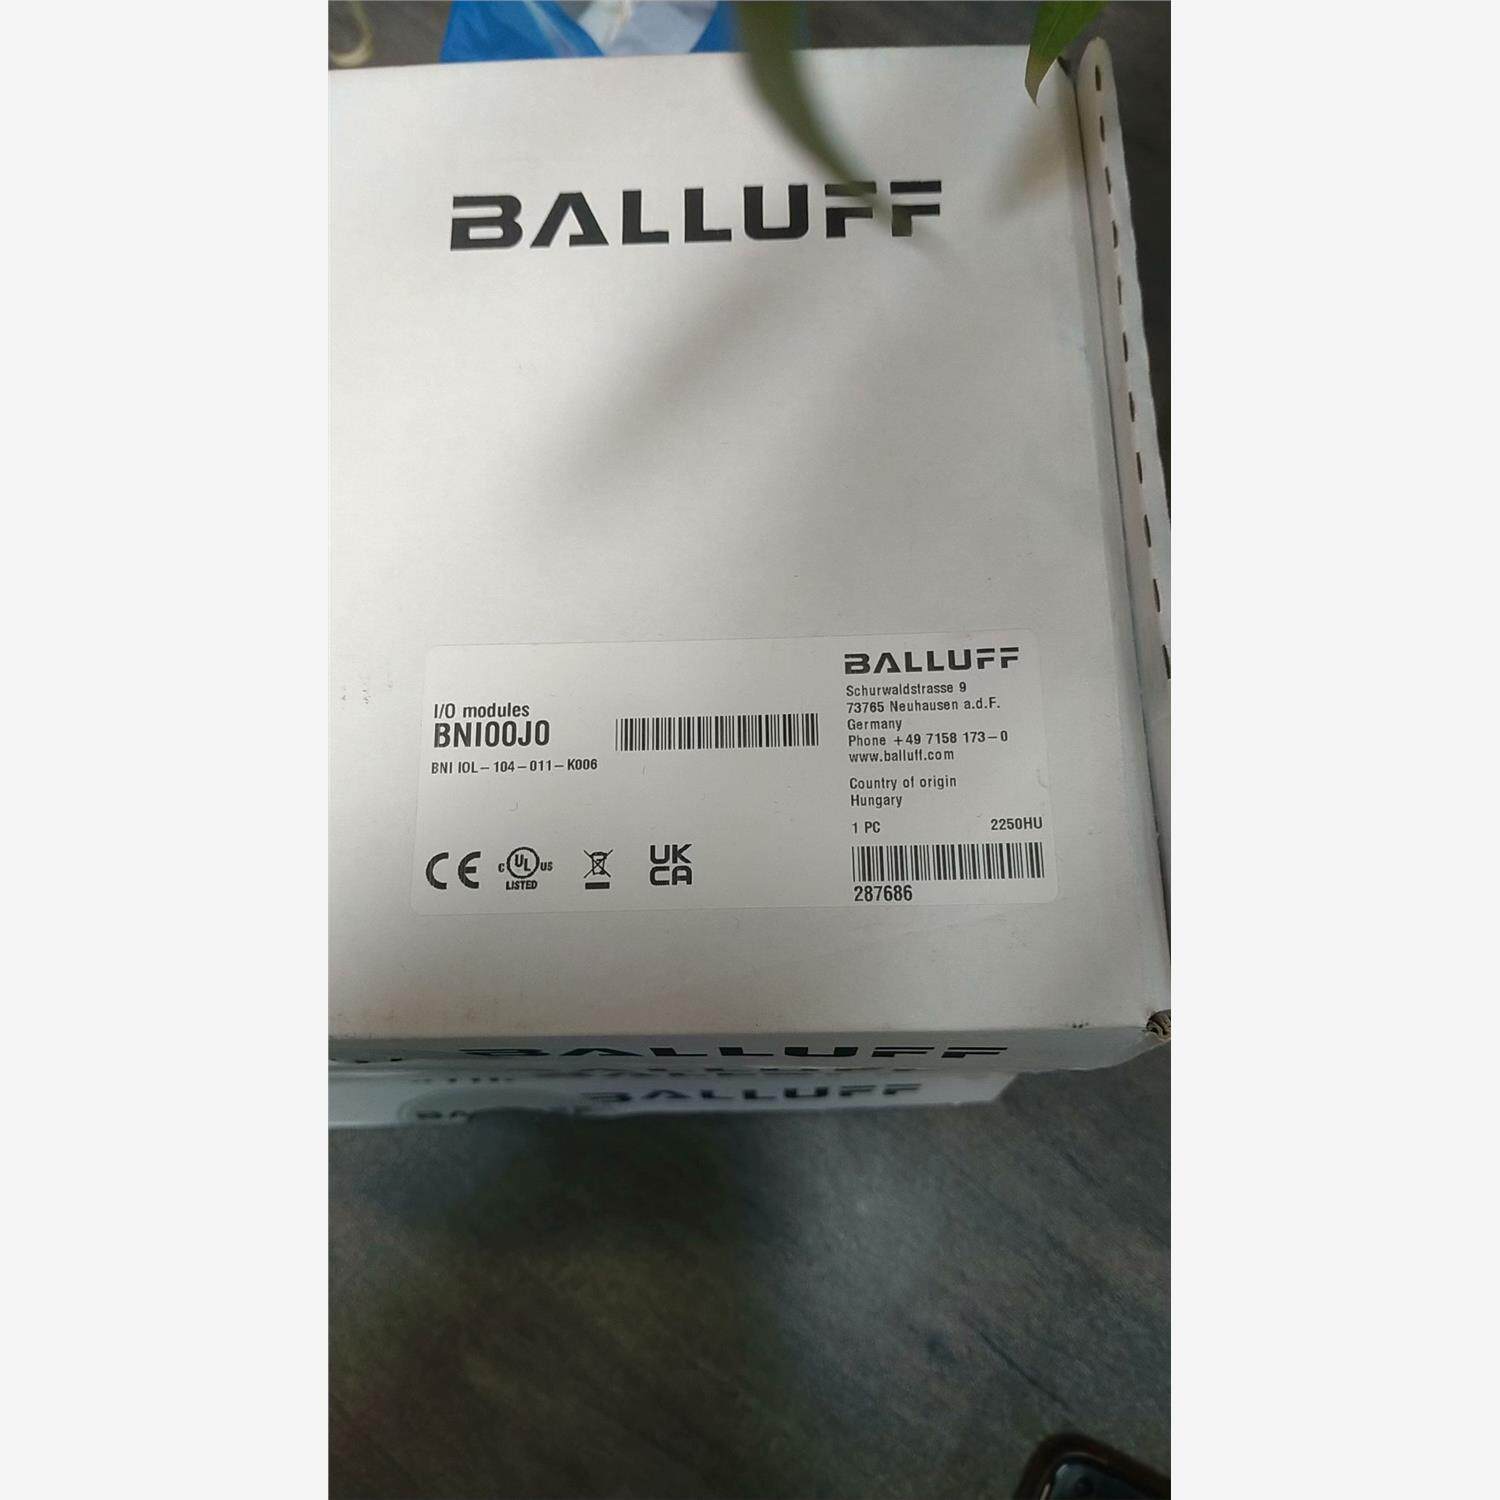 BALLUFF
I/O modules
BNI00J0
BNI IOL-104-011-K006
CE
c UL us
LISTED
UK
CA
BALLUFF
Schurwaldstrasse 9
73765 Neuhausen a.d.F.
Germany
Phone +49 7158 173-0
www.balluff.com
Country of origin
Hungary
1 PC 2250HU
287686
BALLUFF
BALLUFF